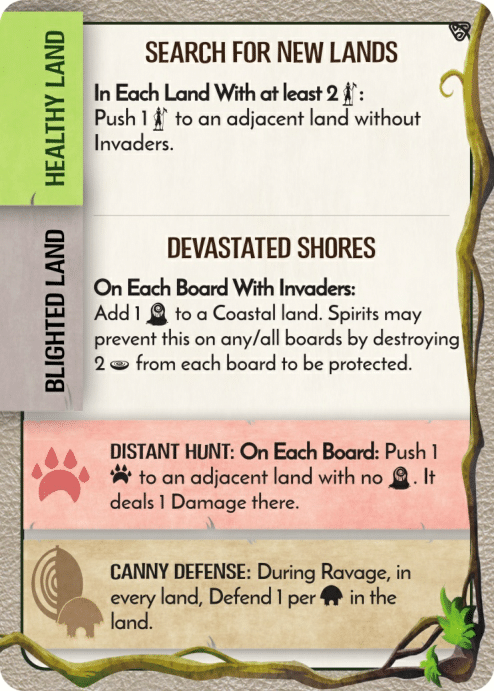 HEALTHY LAND
SEARCH FOR NEW LANDS
In Each Land With at least 2 :
Push 1 to an adjacent land without
Invaders.
BLIGHTED LAND
DEVASTATED SHORES
On Each Board With Invaders:
Add 1 to a Coastal land. Spirits may
prevent this on any/all boards by destroying
2 from each board to be protected.
DISTANT HUNT: On Each Board: Push 1
to an adjacent land with no . It
deals 1 Damage there.
CANNY DEFENSE: During Ravage, in
every land, Defend 1 per in the
land.